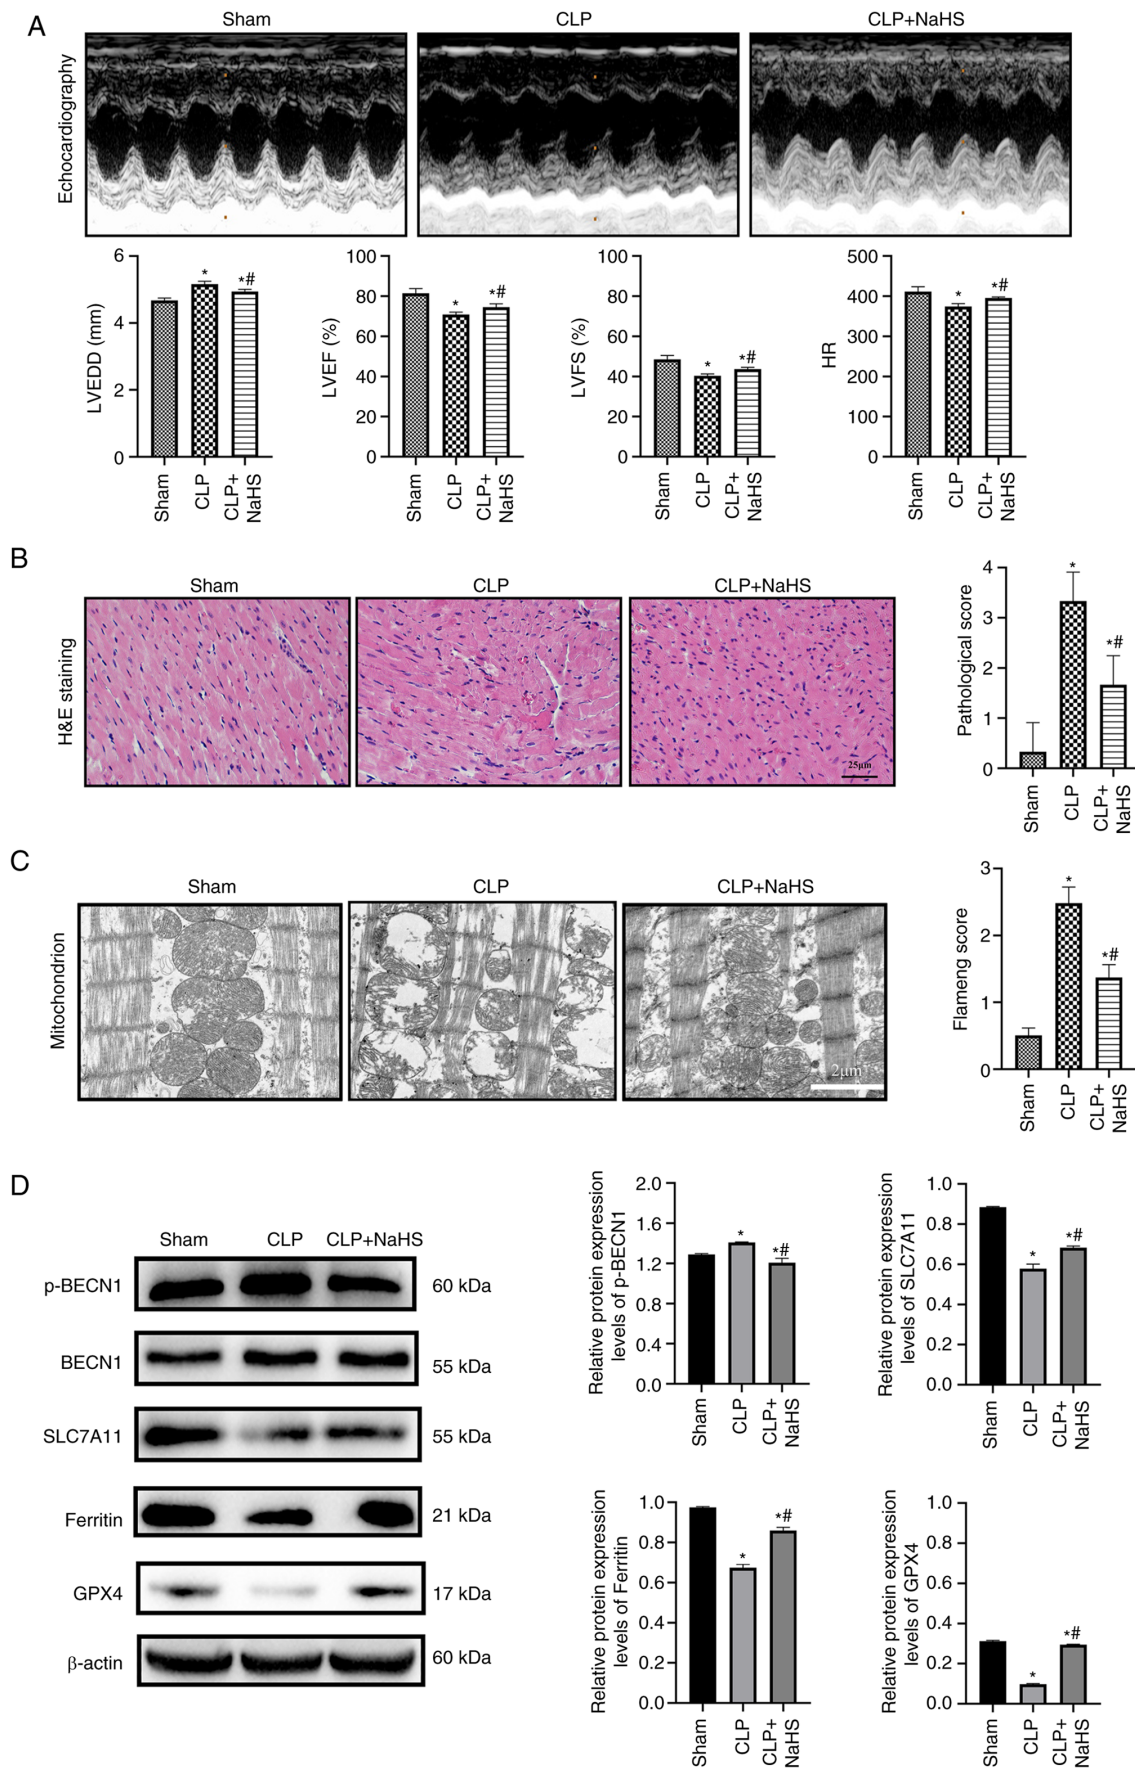 A
Sham
CLP
CLP+NaHS
Echocardiography
LVEDD (mm)
6
4
2
0
*
*#
Sham
CLP
CLP+
NaHS
LVEF (%)
100
80
60
40
20
0
*
*#
Sham
CLP
CLP+
NaHS
LVFS (%)
100
80
60
40
20
0
*
*#
Sham
CLP
CLP+
NaHS
HR
500
400
300
200
100
0
*
*#
Sham
CLP
CLP+
NaHS
B
Sham
CLP
CLP+NaHS
H&E staining
25μm
Pathological score
4
3
2
1
0
*
*#
Sham
CLP
CLP+
NaHS
C
Sham
CLP
CLP+NaHS
Mitochondrion
2μm
Flameng score
3
2
1
0
*
*#
Sham
CLP
CLP+
NaHS
D
Sham
CLP
CLP+NaHS
p-BECN1
60 kDa
BECN1
55 kDa
SLC7A11
55 kDa
Ferritin
21 kDa
GPX4
17 kDa
β-actin
60 kDa
Relative protein expression
levels of p-BECN1
2.0
1.6
1.2
0.8
0.4
0.0
*
*#
Sham
CLP
CLP+
NaHS
Relative protein expression
levels of SLC7A11
1.0
0.8
0.6
0.4
0.2
0.0
*
*#
Sham
CLP
CLP+
NaHS
Relative protein expression
levels of Ferritin
1.0
0.8
0.6
0.4
0.2
0.0
*
*#
Sham
CLP
CLP+
NaHS
Relative protein expression
levels of GPX4
1.0
0.8
0.6
0.4
0.2
0.0
*
*#
Sham
CLP
CLP+
NaHS